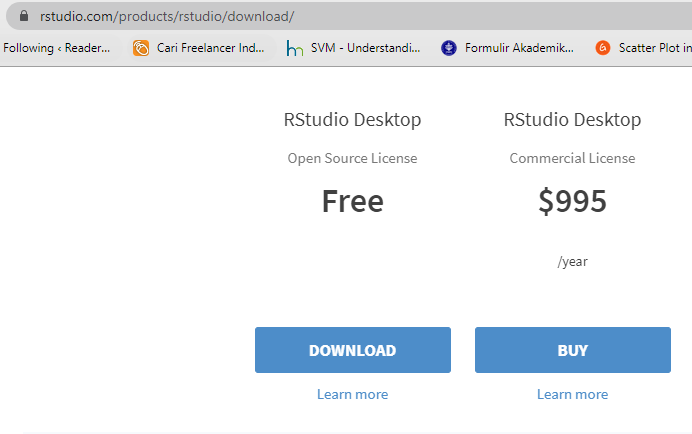 rstudio.com/products/rstudio/download/
Following ‹ Reader... Cari Freelancer Ind... SVM - Understandi... Formulir Akademik... Scatter Plot in
RStudio Desktop RStudio Desktop
Open Source License Commercial License
Free $995
/year
DOWNLOAD BUY
Learn more Learn more